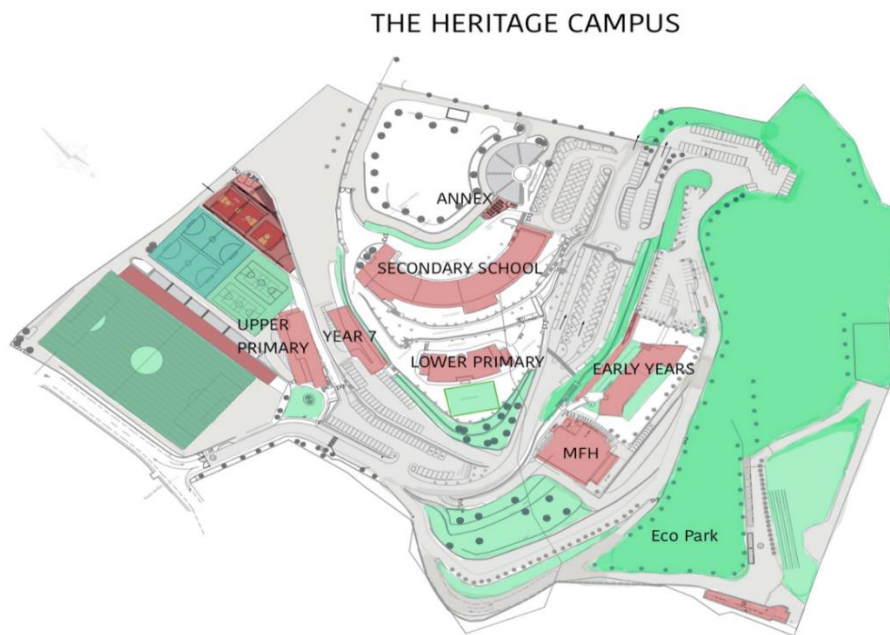 THE HERITAGE CAMPUS
ANNEX
SECONDARY SCHOOL
UPPER
PRIMARY
YEAR 7
LOWER PRIMARY
EARLY YEARS
MFH
Eco Park